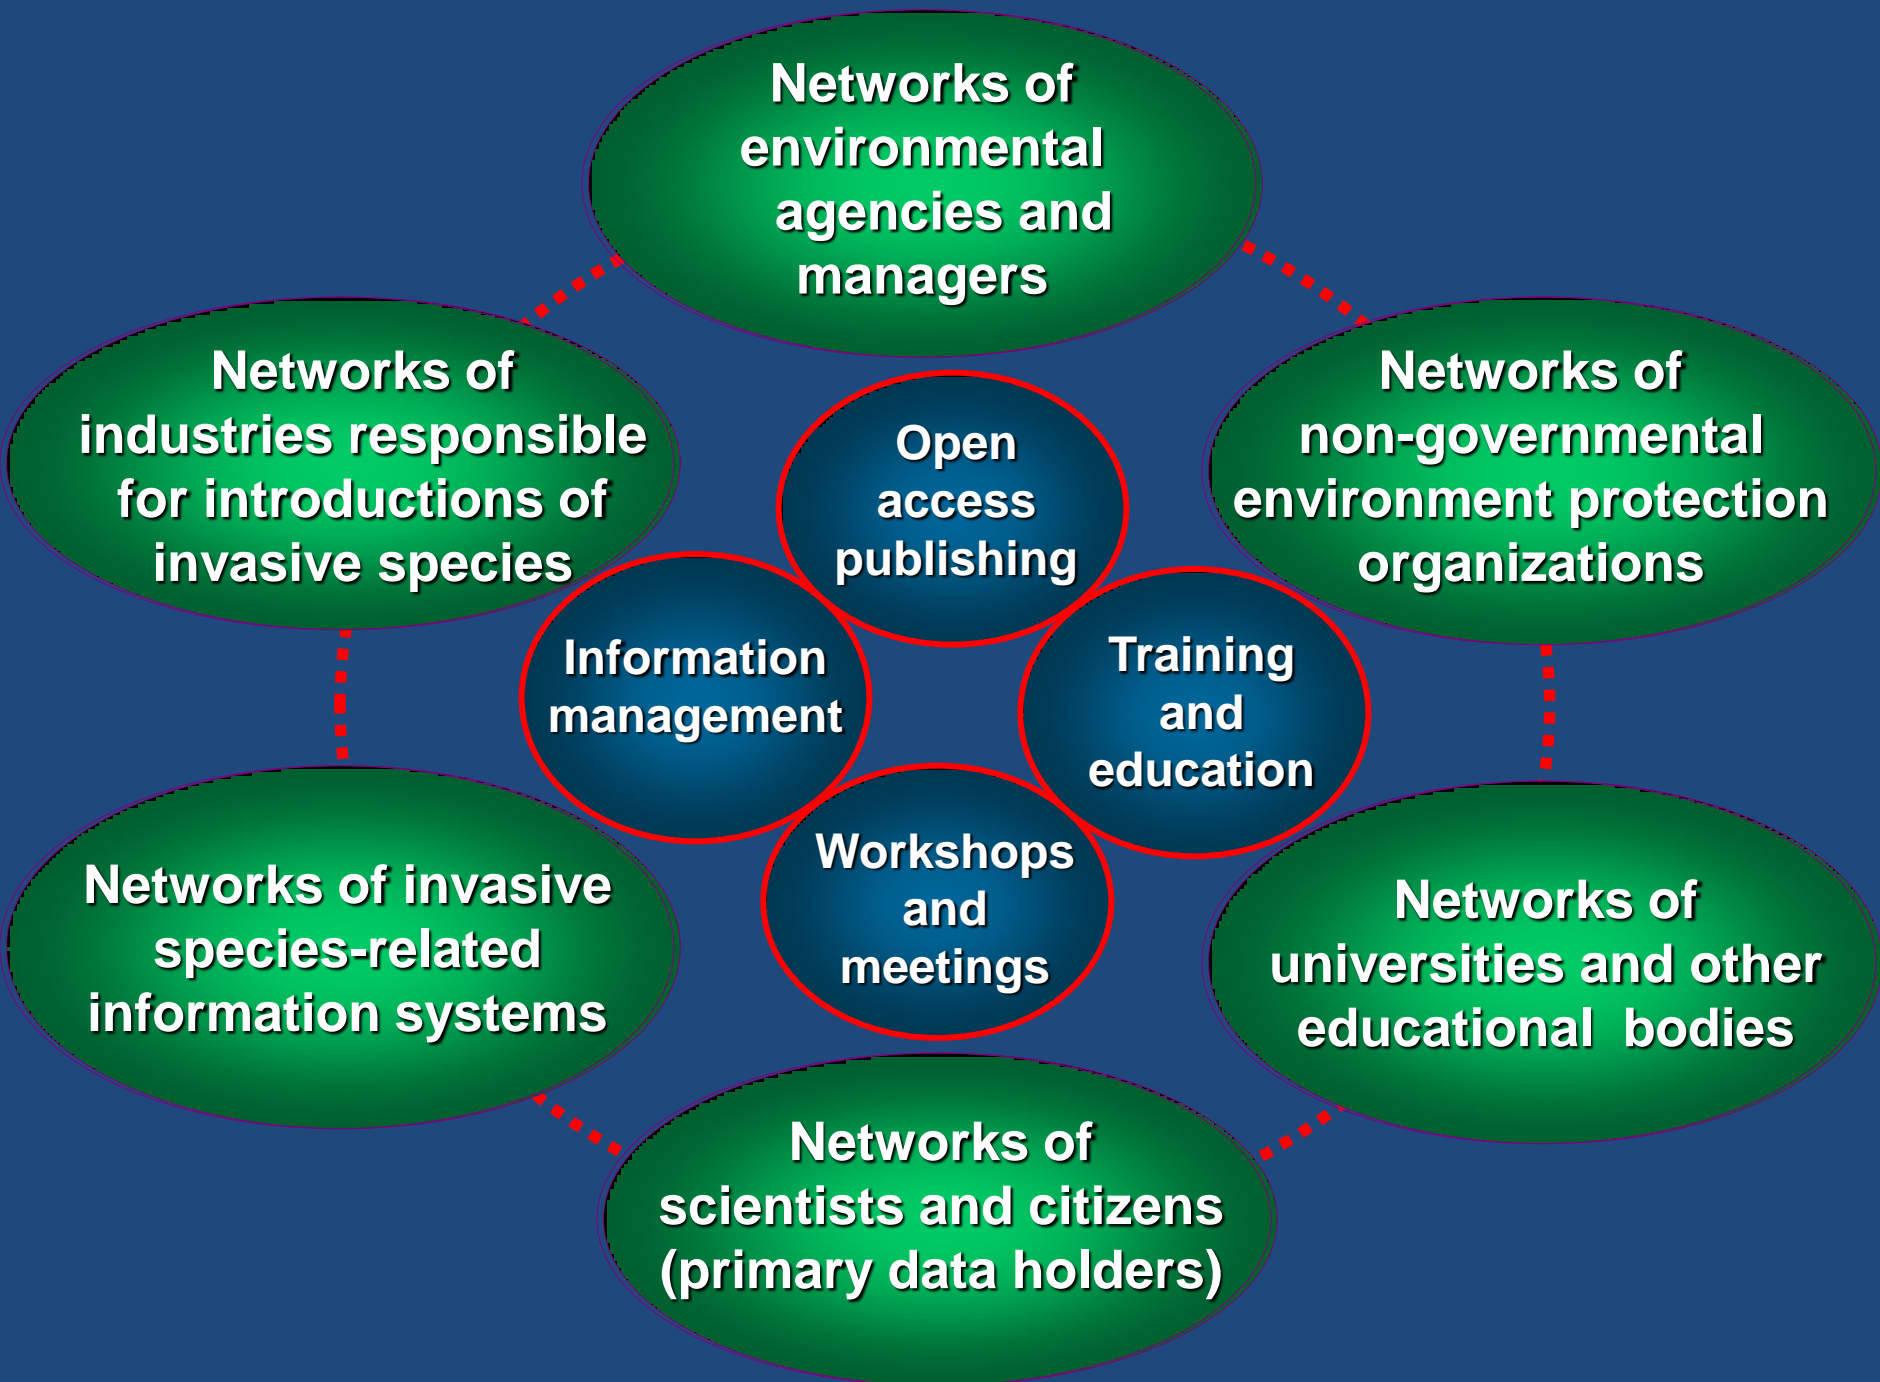 Networks of
environmental
agencies and
managers
Networks of
industries responsible
for introductions of
invasive species
Open
access
publishing
Networks of
non-governmental
environment protection
organizations
Information
management
Training
and
education
Workshops
and
meetings
Networks of invasive
species-related
information systems
Networks of
universities and other
educational  bodies
Networks of
scientists and citizens
(primary data holders)